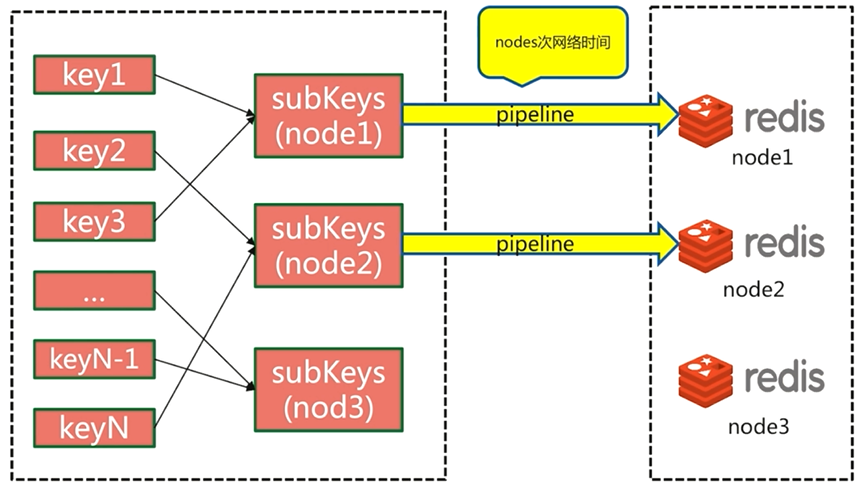 key1
key2
key3
...
keyN-1
keyN
subKeys
(node1)
subKeys
(node2)
subKeys
(nod3)
nodes次网络时间
pipeline
pipeline
redis
node1
redis
node2
redis
node3